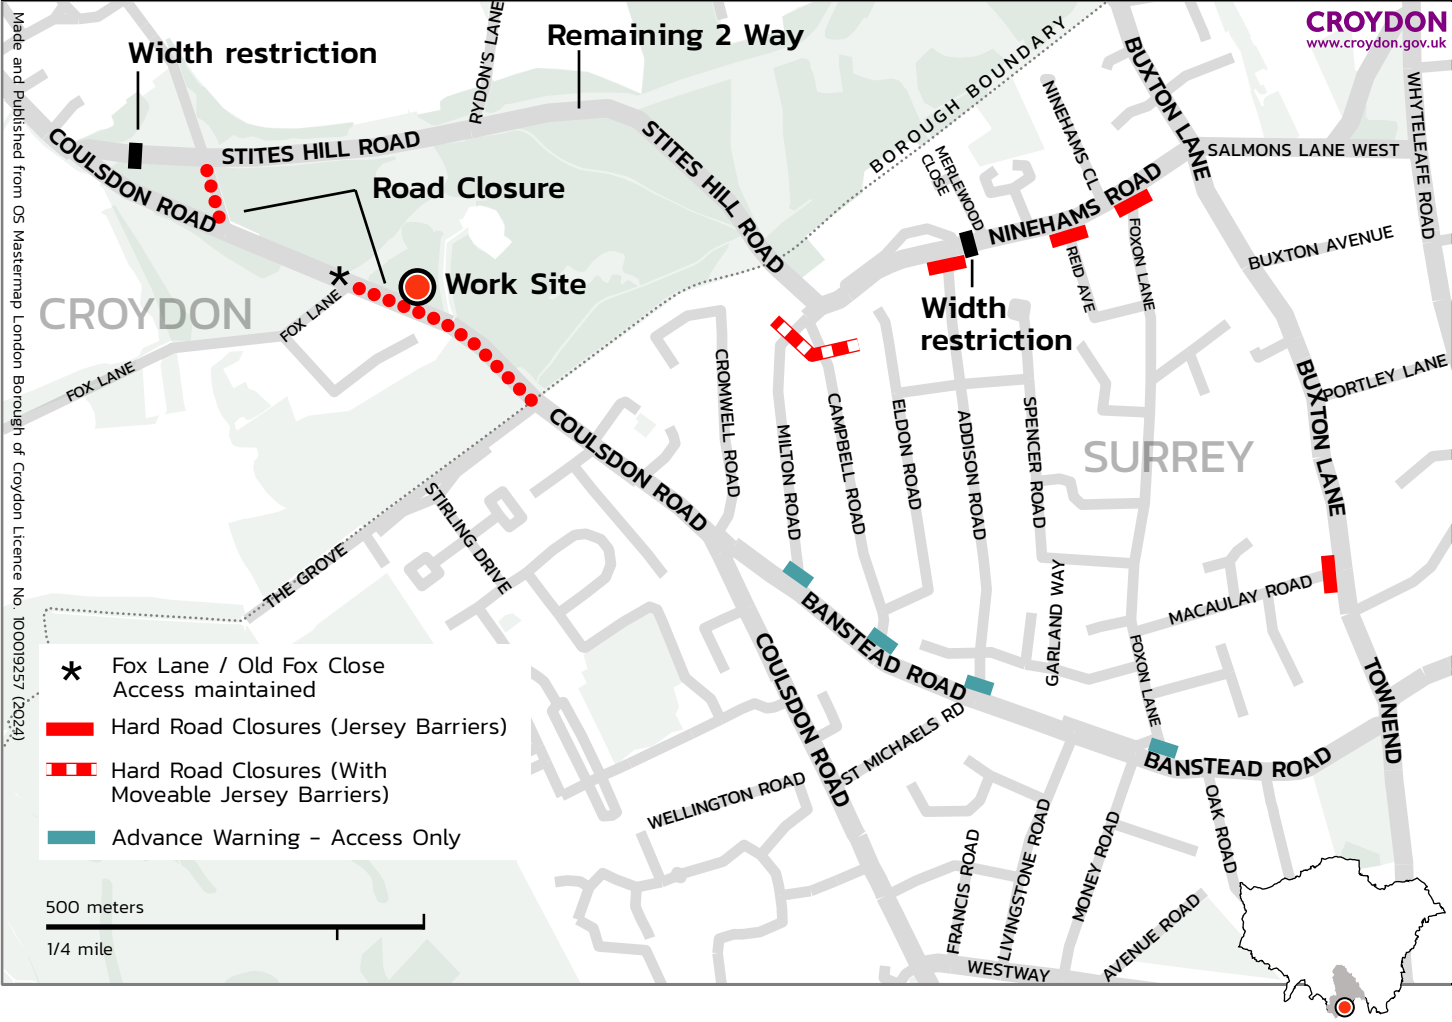 Made and Published from OS Mastermap London Borough of Croydon Licence No. 100019257 (2024)
CROYDON
www.croydon.gov.uk
Width restriction
Remaining 2 Way
RYDON'S LANE
BOROUGH BOUNDARY
COULSDON ROAD
STITES HILL ROAD
STITES HILL ROAD
Road Closure
Work Site
CROYDON
FOX LANE
FOX LANE
MERLEWOOD
CLOSE
NINEHAMS CL
BUXTON LANE
SALMONS LANE WEST
WHYTELEAFE ROAD
NINEHAMS ROAD
REID AVE
FOXON LANE
BUXTON AVENUE
Width
restriction
PORTLEY LANE
BUXTON LANE
SURREY
CROMWELL ROAD
MILTON ROAD
CAMPBELL ROAD
ELDON ROAD
ADDISON ROAD
SPENCER ROAD
COULSDON ROAD
STIRLING DRIVE
THE GROVE
GARLAND WAY
MACAULAY ROAD
BANSTEAD ROAD
FOXON LANE
TOWNEND
COULSDON ROAD
ST MICHAELS RD
WELLINGTON ROAD
BANSTEAD ROAD
OAK ROAD
FRANCIS ROAD
LIVINGSTONE ROAD
MONEY ROAD
AVENUE ROAD
WESTWAY
* Fox Lane / Old Fox Close
Access maintained
Hard Road Closures (Jersey Barriers)
Hard Road Closures (With
Moveable Jersey Barriers)
Advance Warning - Access Only
500 meters
1/4 mile